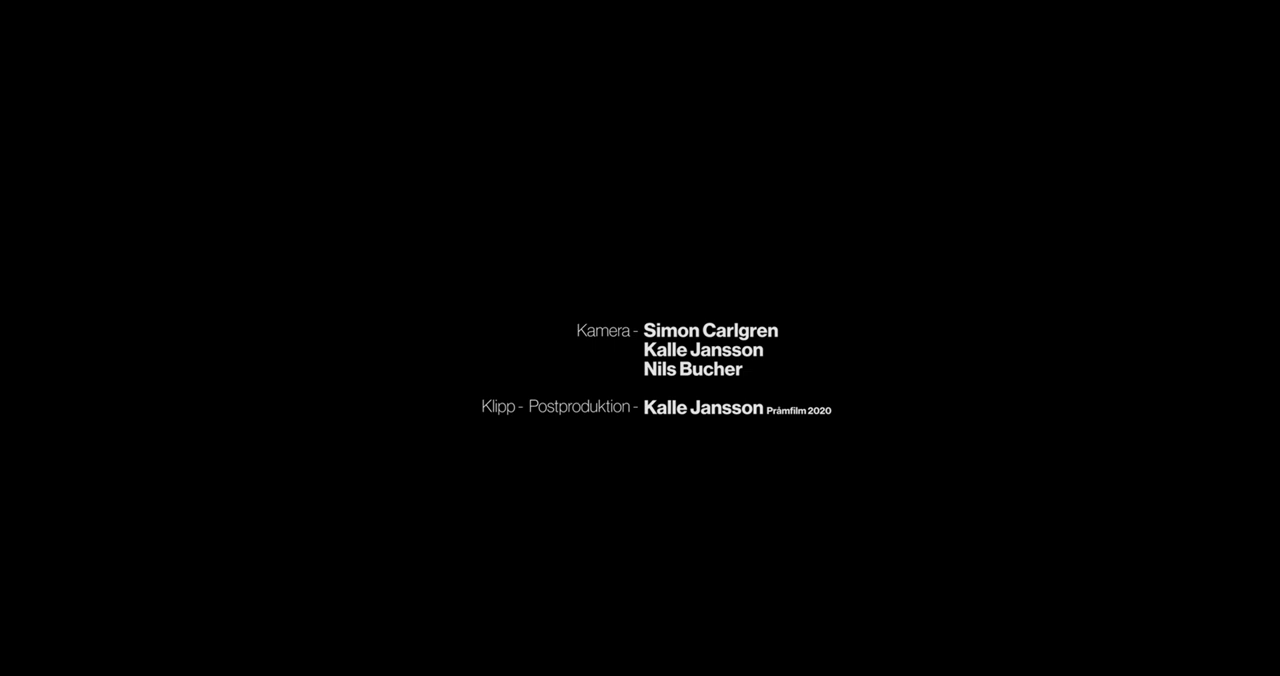 Kamera - Simon Carlgren
Kalle Jansson
Nils Bucher
Klipp - Postproduktion - Kalle Jansson Pråmfilm 2020